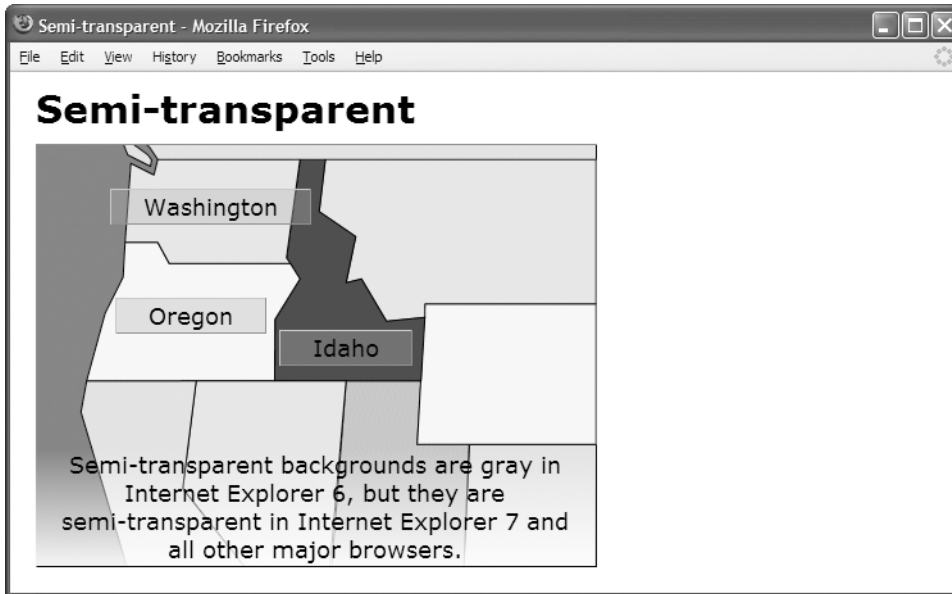 Semi-transparent - Mozilla Firefox
File Edit View History Bookmarks Tools Help
Semi-transparent
Washington
Oregon
Idaho
Semi-transparent backgrounds are gray in
Internet Explorer 6, but they are
semi-transparent in Internet Explorer 7 and
all other major browsers.